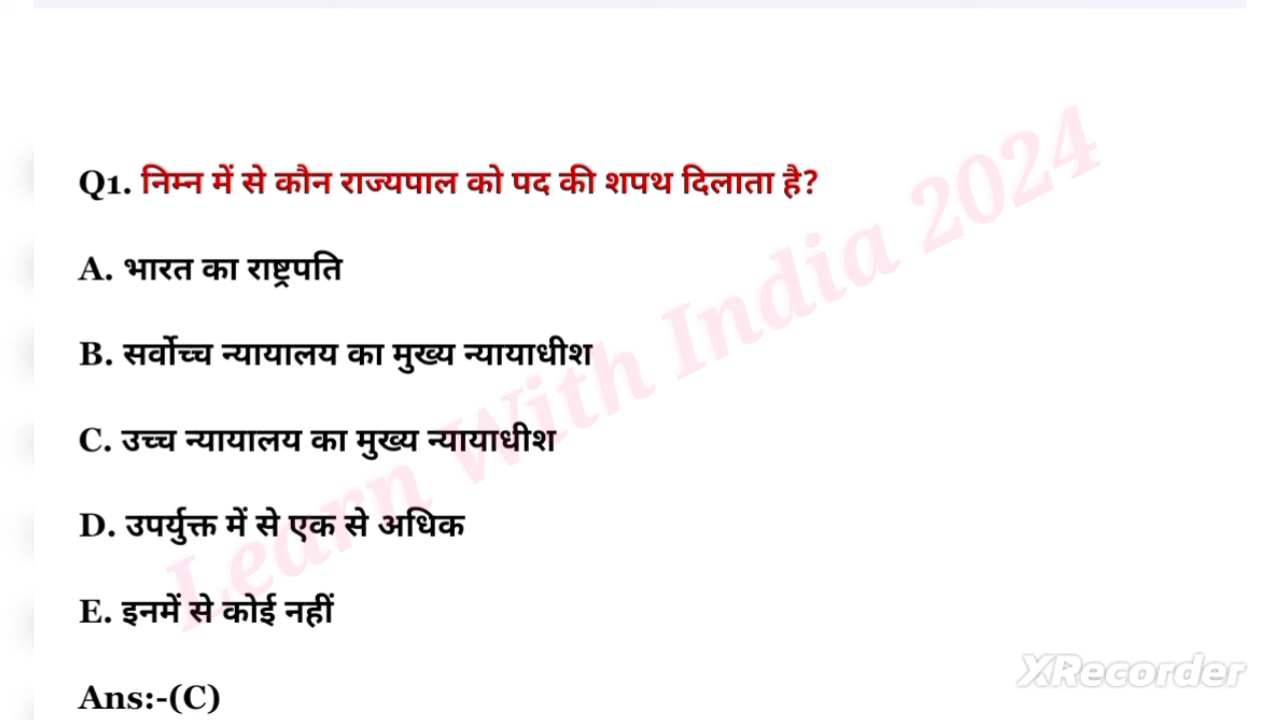 Q1. निम्न में से कौन राज्यपाल को पद की शपथ दिलाता है?
A. भारत का राष्ट्रपति
B. सर्वोच्च न्यायालय का मुख्य न्यायाधीश
C. उच्च न्यायालय का मुख्य न्यायाधीश
D. उपर्युक्त में से एक से अधिक
E. इनमें से कोई नहीं
Ans:-(C)
Learn With India 2024
XRecorder